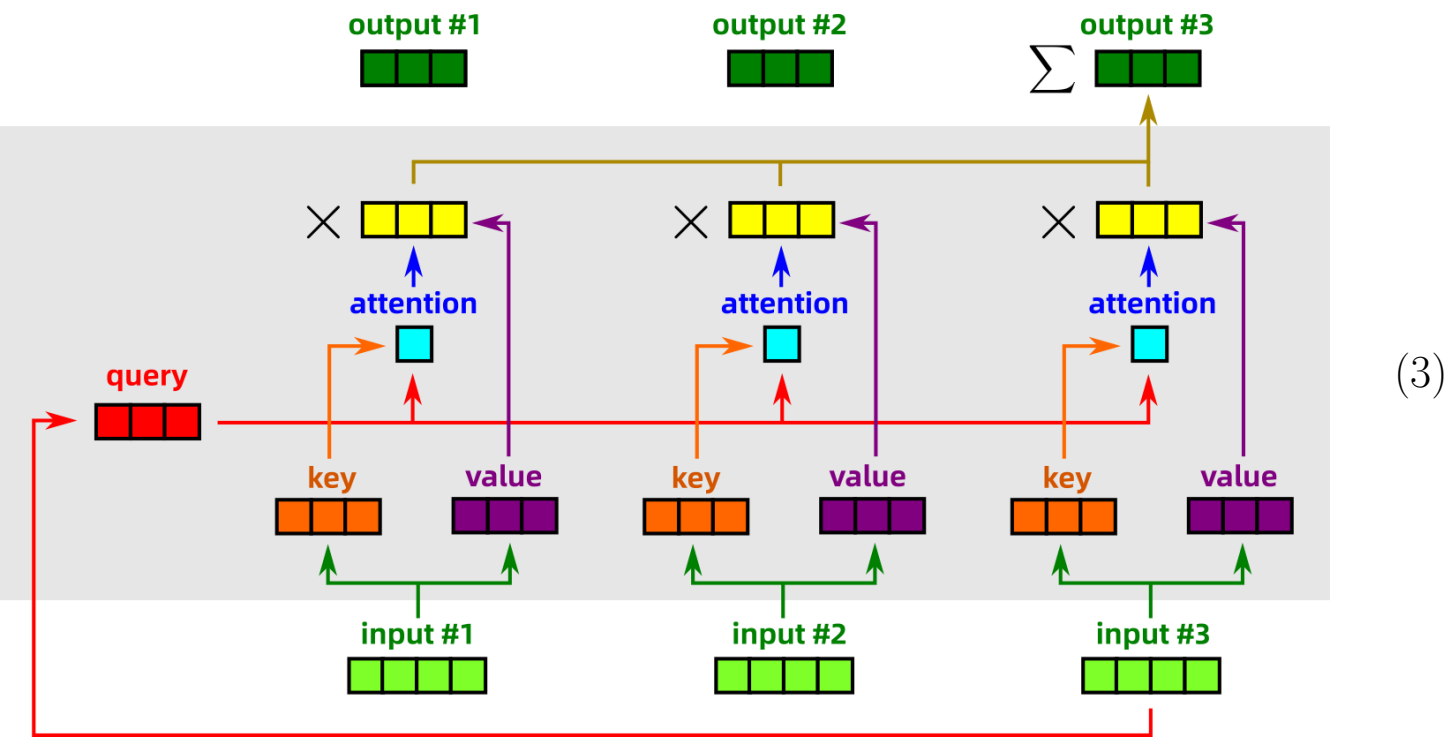 output #1 output #2 output #3
∑
× × ×
attention attention attention
query
(3)
key value key value key value
input #1 input #2 input #3